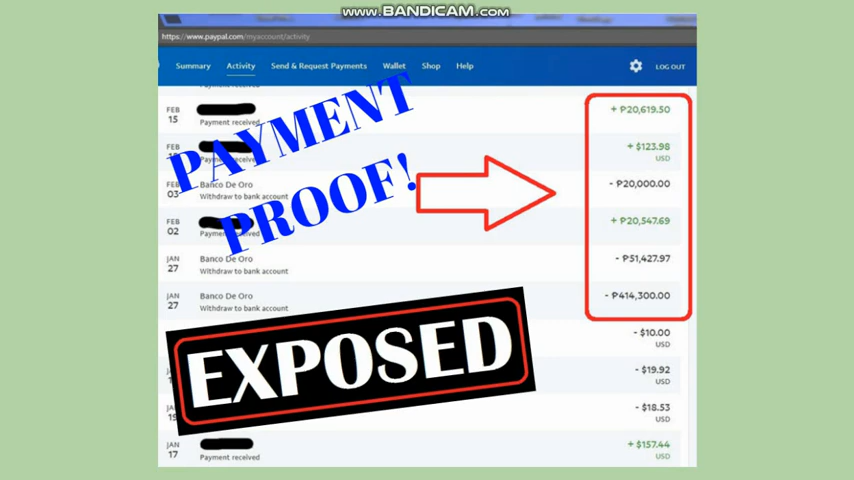 www.BANDICAM.com
https://www.paypal.com/myaccount/activity
Summary Activity Send & Request Payments Wallet Shop Help LOG OUT
FEB
15
Payment received
+ ₱20,619.50
+ $123.98
USD
FEB
03
Banco De Oro
Withdraw to bank account
- ₱20,000.00
FEB
02
Payment received
+ ₱20,547.69
JAN
27
Banco De Oro
Withdraw to bank account
- ₱51,427.97
JAN
27
Banco De Oro
Withdraw to bank account
- ₱414,300.00
- $10.00
USD
- $19.92
USD
- $18.53
USD
JAN
17
Payment received
+ $157.44
USD
PAYMENT
PROOF!
EXPOSED